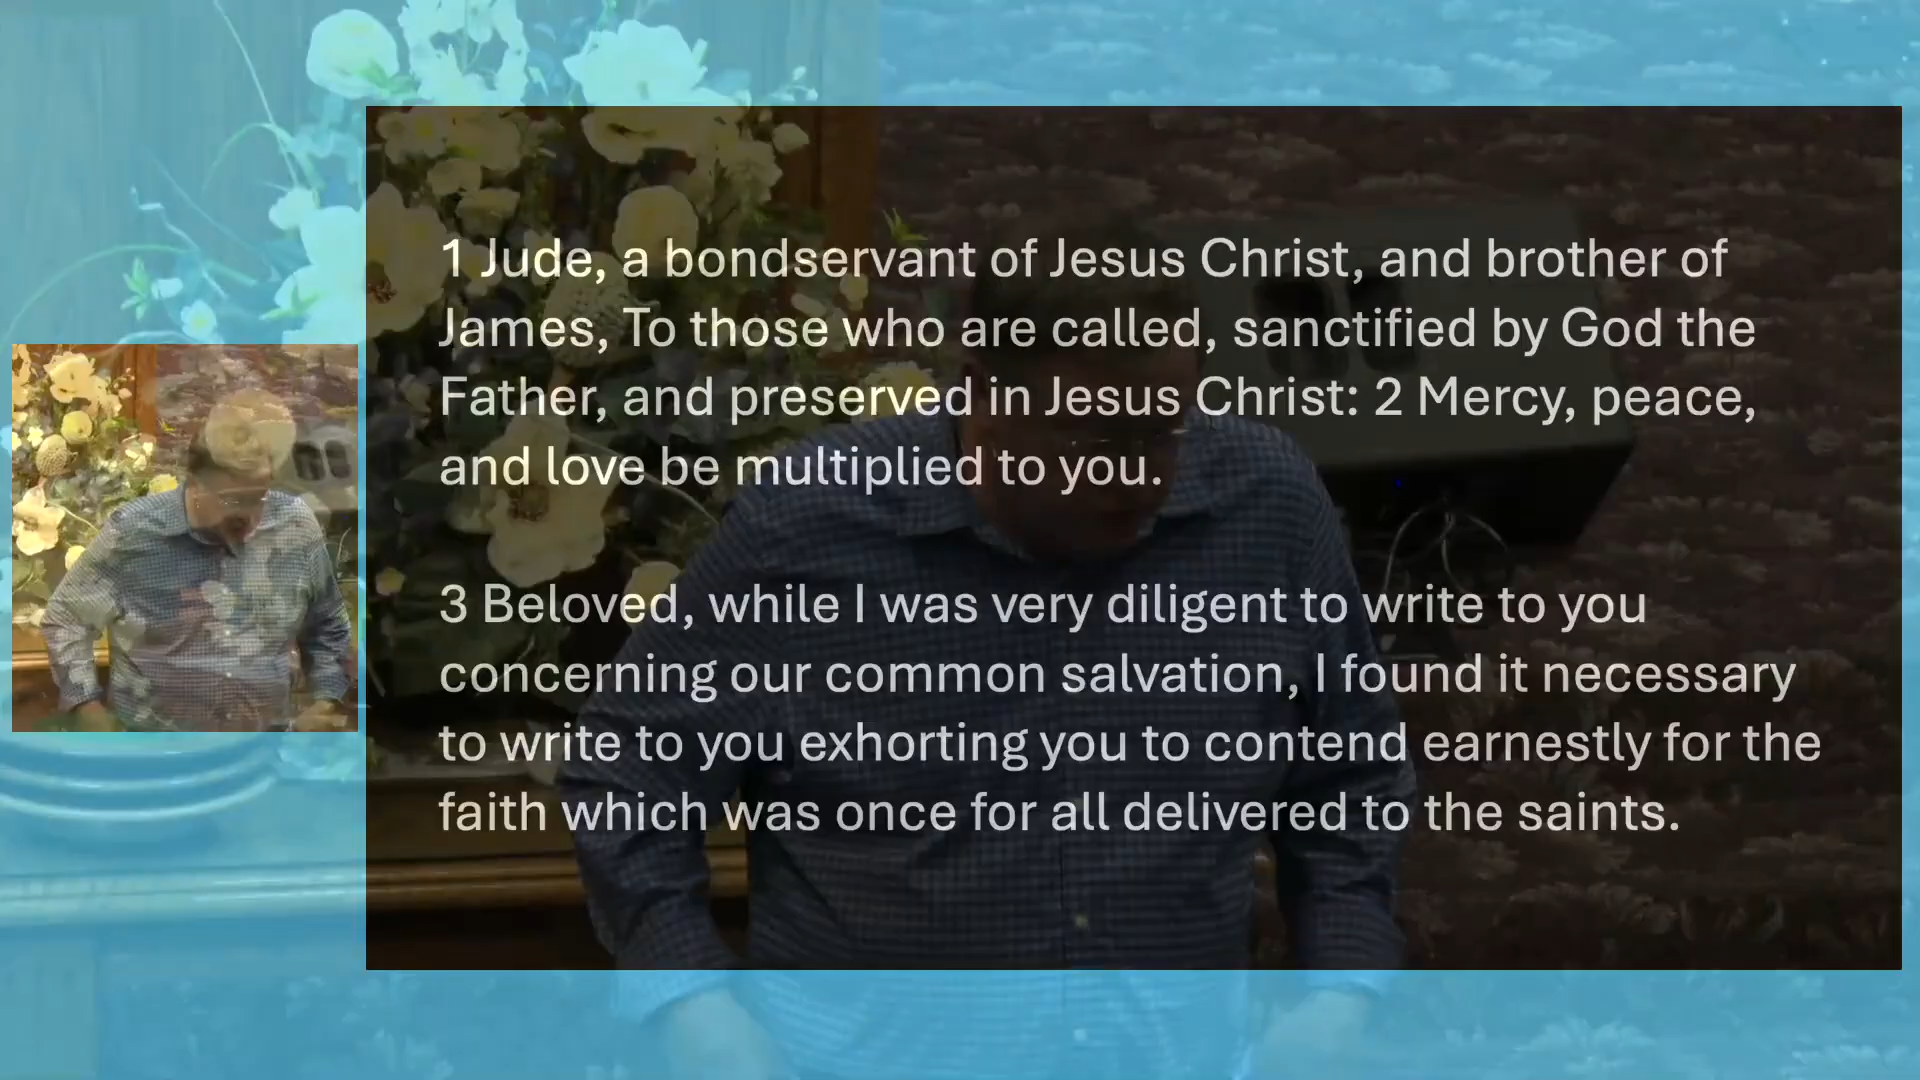 1 Jude, a bondservant of Jesus Christ, and brother of
James, To those who are called, sanctified by God the
Father, and preserved in Jesus Christ: 2 Mercy, peace,
and love be multiplied to you.
3 Beloved, while I was very diligent to write to you
concerning our common salvation, I found it necessary
to write to you exhorting you to contend earnestly for the
faith which was once for all delivered to the saints.